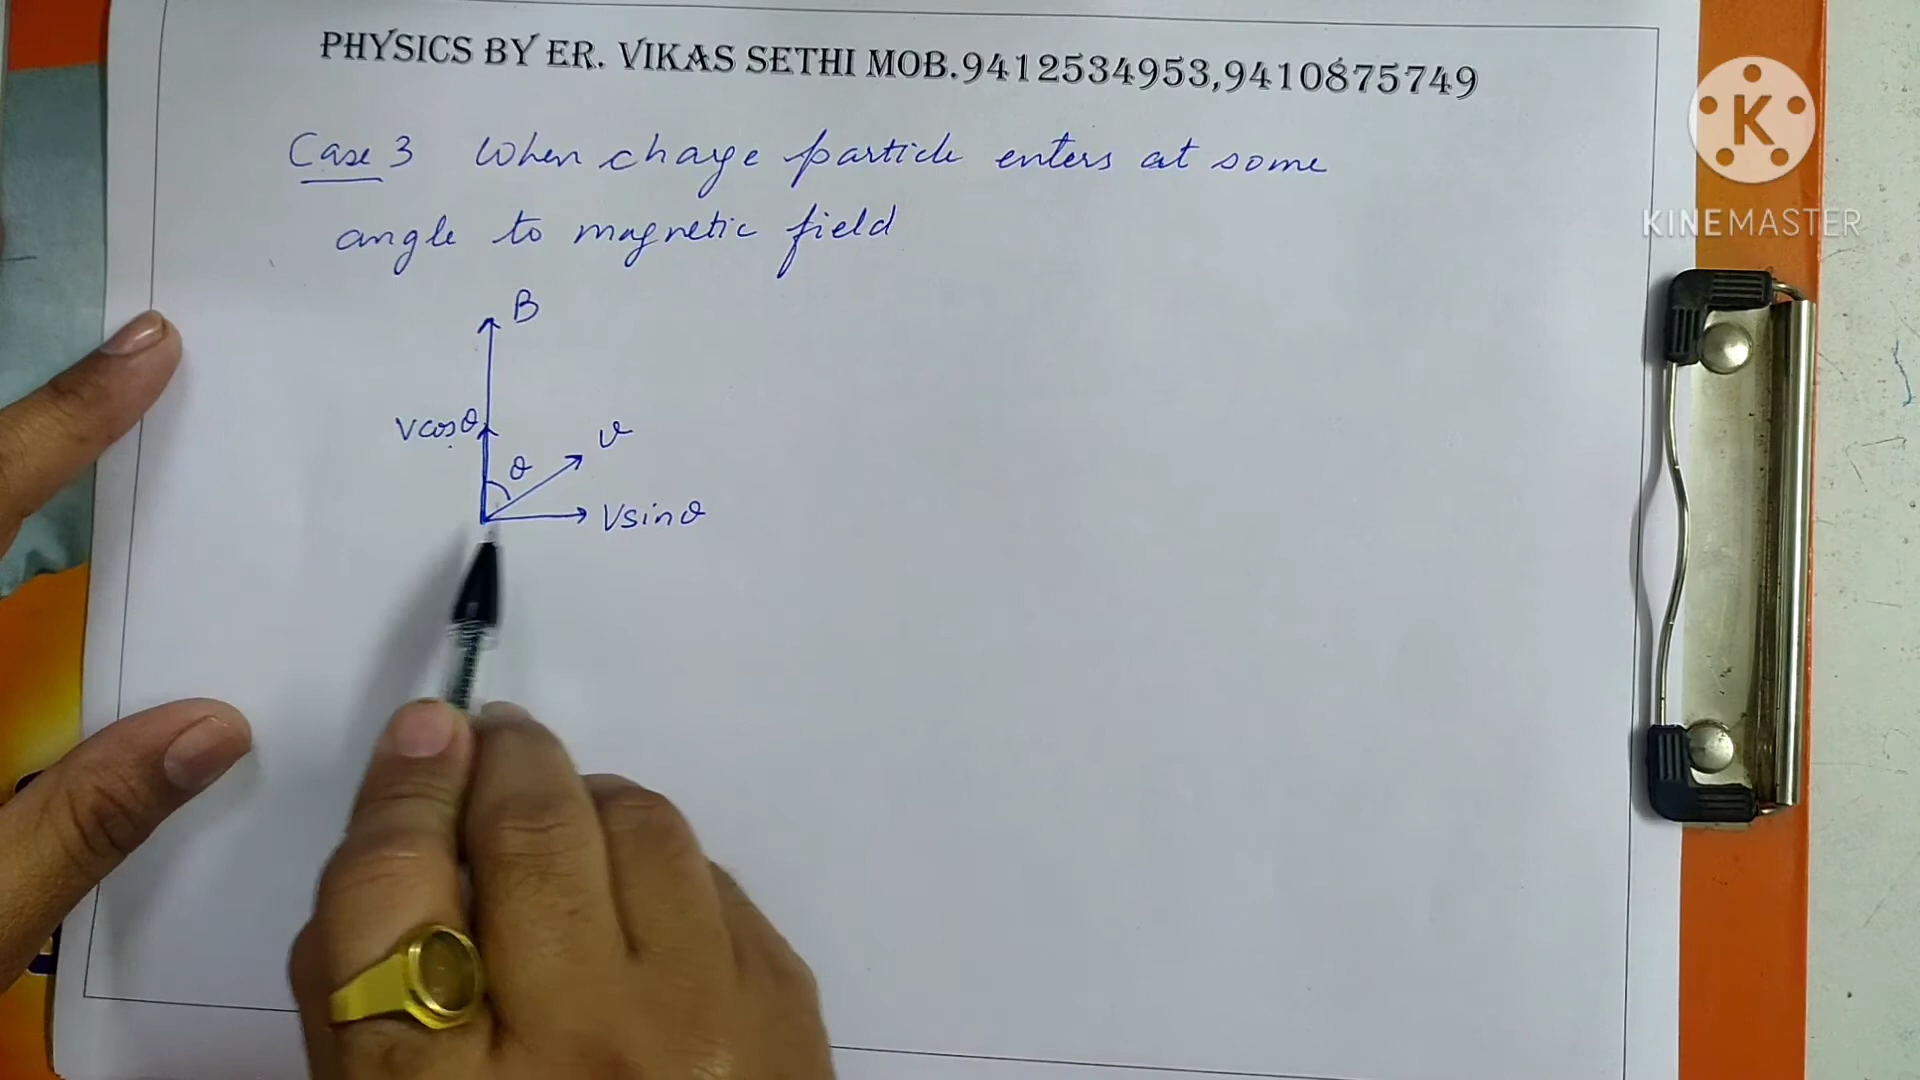 PHYSICS BY ER. VIKAS SETHI MOB.9412534953,9410875749
K
KINEMASTER
Case 3 When charge particle enters at some
angle to magnetic field
B
Vcosθ
v
θ
Vsinθ